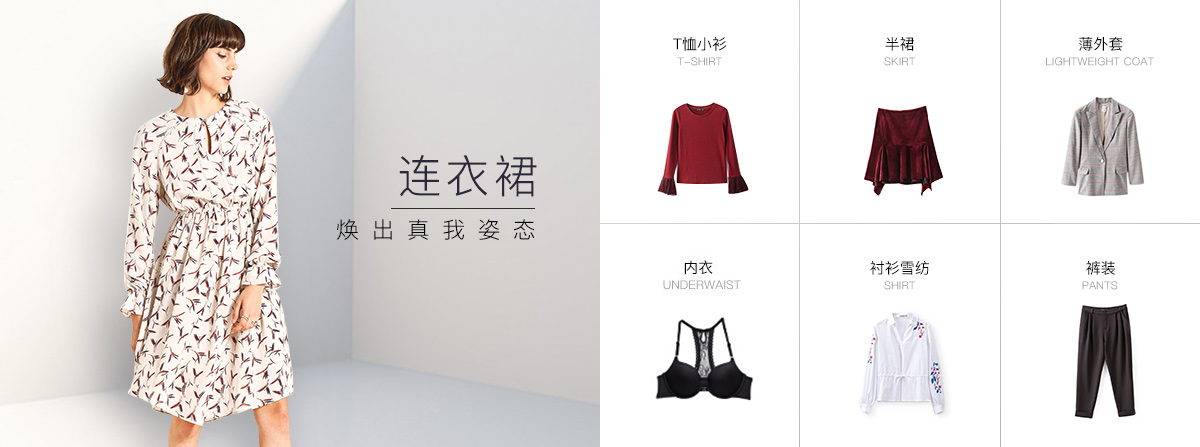 连衣裙
焕出真我姿态
T恤小衫
T-SHIRT
半裙
SKIRT
薄外套
LIGHTWEIGHT COAT
内衣
UNDERWAIST
衬衫雪纺
SHIRT
裤装
PANTS